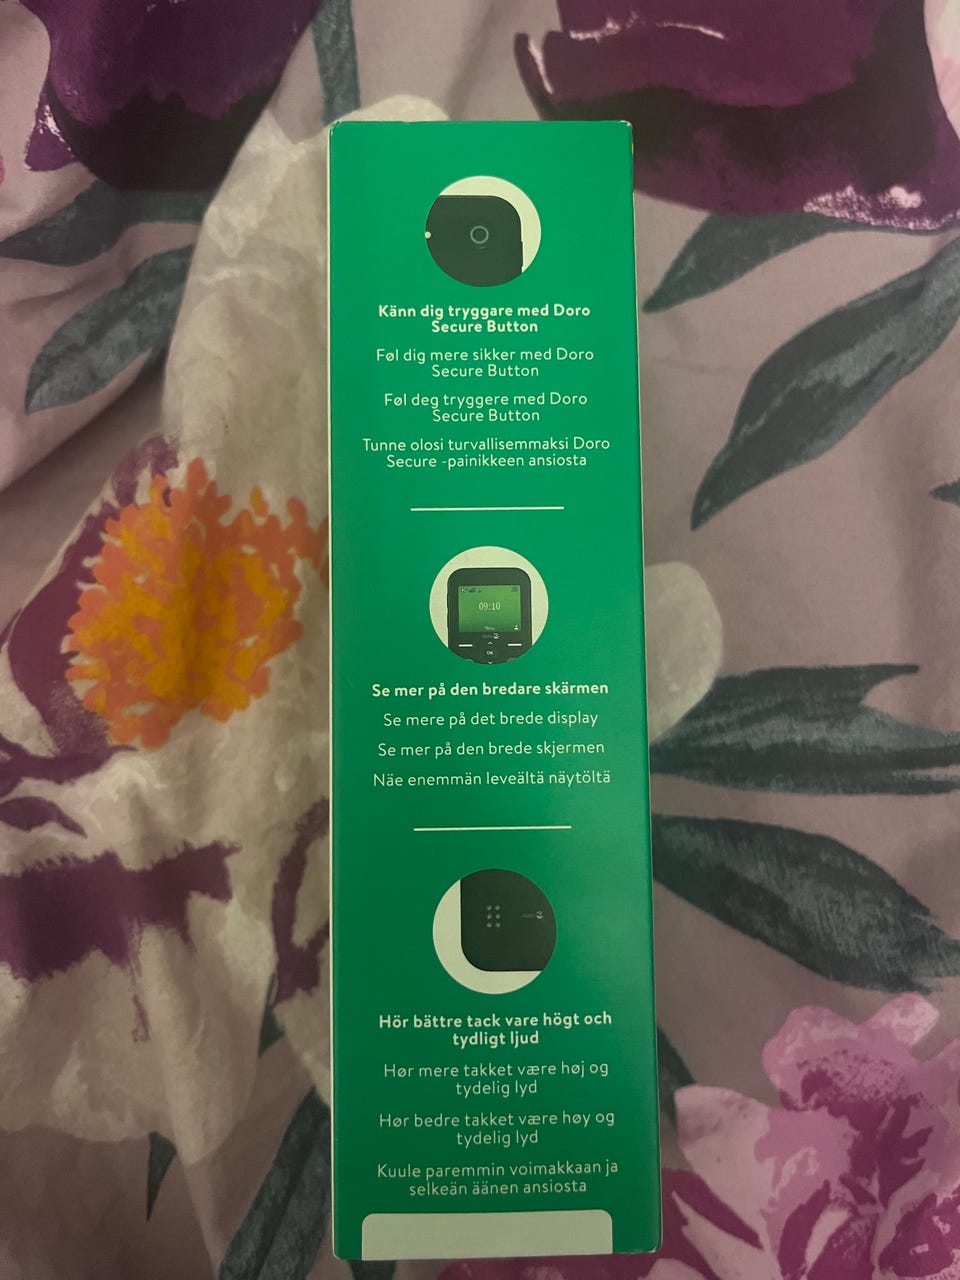 Känn dig tryggare med Doro
Secure Button
Føl dig mere sikker med Doro
Secure Button
Føl deg tryggere med Doro
Secure Button
Tunne olosi turvallisemmaksi Doro
Secure -painikkeen ansiosta
09:10
Menu
doro
OK
Se mer på den bredare skärmen
Se mere på det brede display
Se mer på den brede skjermen
Näe enemmän leveältä näytöltä
doro
Hör bättre tack vare högt och
tydligt ljud
Hør mere takket være høj og
tydelig lyd
Hør bedre takket være høy og
tydelig lyd
Kuule paremmin voimakkaan ja
selkeän äänen ansiosta